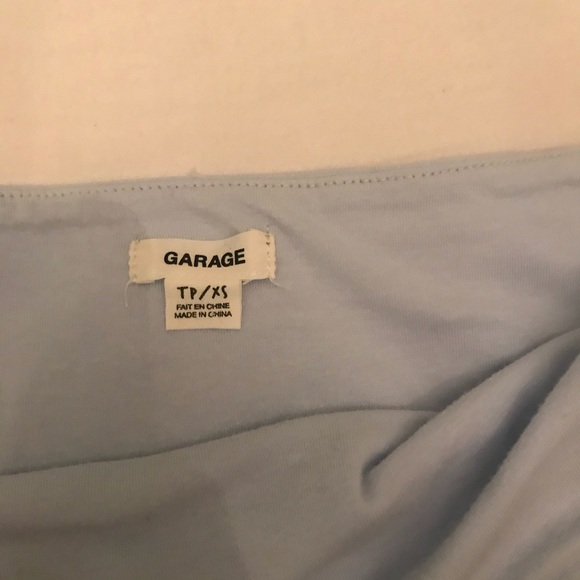 GARAGE
TP/XS
FAIT EN CHINE
MADE IN CHINA